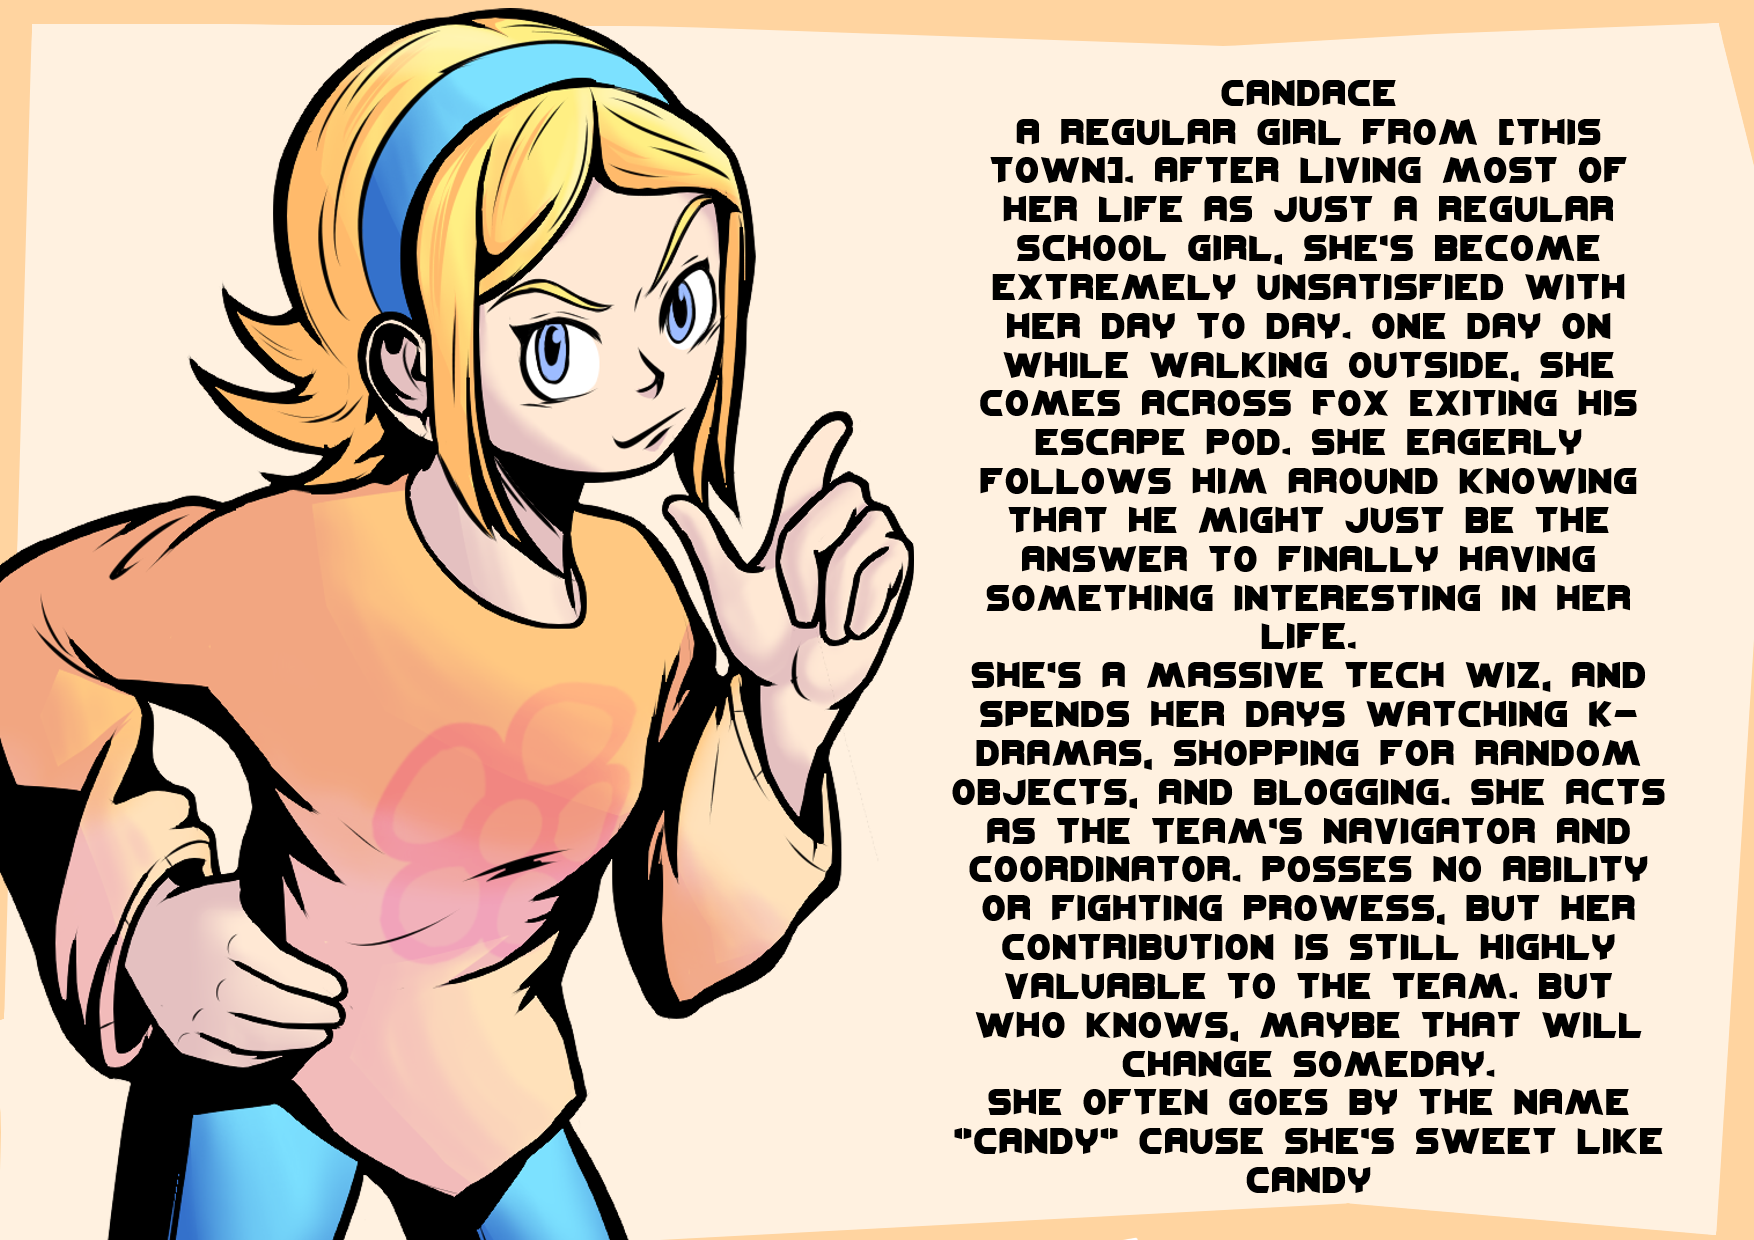 CANDACE
A REGULAR GIRL FROM [THIS
TOWN]. AFTER LIVING MOST OF
HER LIFE AS JUST A REGULAR
SCHOOL GIRL, SHE'S BECOME
EXTREMELY UNSATISFIED WITH
HER DAY TO DAY. ONE DAY ON
WHILE WALKING OUTSIDE, SHE
COMES ACROSS FOX EXITING HIS
ESCAPE POD. SHE EAGERLY
FOLLOWS HIM AROUND KNOWING
THAT HE MIGHT JUST BE THE
ANSWER TO FINALLY HAVING
SOMETHING INTERESTING IN HER
LIFE.
SHE'S A MASSIVE TECH WIZ, AND
SPENDS HER DAYS WATCHING K-
DRAMAS, SHOPPING FOR RANDOM
OBJECTS, AND BLOGGING. SHE ACTS
AS THE TEAM'S NAVIGATOR AND
COORDINATOR. POSSES NO ABILITY
OR FIGHTING PROWESS, BUT HER
CONTRIBUTION IS STILL HIGHLY
VALUABLE TO THE TEAM. BUT
WHO KNOWS, MAYBE THAT WILL
CHANGE SOMEDAY.
SHE OFTEN GOES BY THE NAME
"CANDY" CAUSE SHE'S SWEET LIKE
CANDY